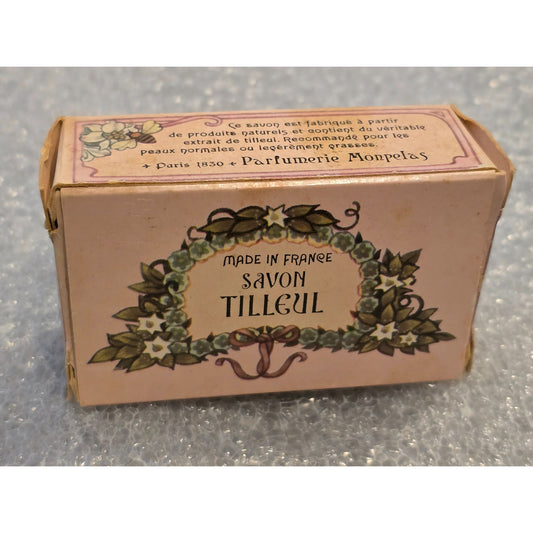 Ce savon est fabriqué à partir
de produits naturels et contient du véritable
extrait de tilleul. Recommandé pour les
peaux normales ou legèrement grasses.
+ Paris 1830 + Parfumerie Monpelas
MADE IN FRANCE
SAVON
TILLEUL